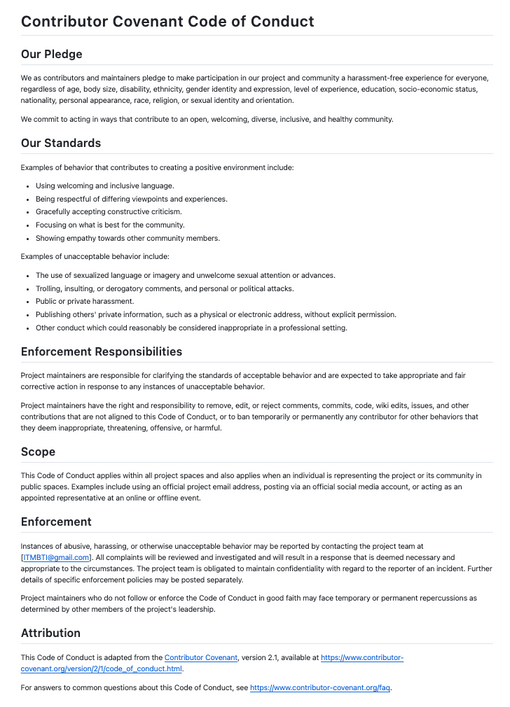 Contributor Covenant Code of Conduct
Our Pledge
We as contributors and maintainers pledge to make participation in our project and community a harassment-free experience for everyone,
regardless of age, body size, disability, ethnicity, gender identity and expression, level of experience, education, socio-economic status,
nationality, personal appearance, race, religion, or sexual identity and orientation.
We commit to acting in ways that contribute to an open, welcoming, diverse, inclusive, and healthy community.
Our Standards
Examples of behavior that contributes to creating a positive environment include:
• Using welcoming and inclusive language.
• Being respectful of differing viewpoints and experiences.
• Gracefully accepting constructive criticism.
• Focusing on what is best for the community.
• Showing empathy towards other community members.
Examples of unacceptable behavior include:
• The use of sexualized language or imagery and unwelcome sexual attention or advances.
• Trolling, insulting, or derogatory comments, and personal or political attacks.
• Public or private harassment.
• Publishing others' private information, such as a physical or electronic address, without explicit permission.
• Other conduct which could reasonably be considered inappropriate in a professional setting.
Enforcement Responsibilities
Project maintainers are responsible for clarifying the standards of acceptable behavior and are expected to take appropriate and fair
corrective action in response to any instances of unacceptable behavior.
Project maintainers have the right and responsibility to remove, edit, or reject comments, commits, code, wiki edits, issues, and other
contributions that are not aligned to this Code of Conduct, or to ban temporarily or permanently any contributor for other behaviors that
they deem inappropriate, threatening, offensive, or harmful.
Scope
This Code of Conduct applies within all project spaces and also applies when an individual is representing the project or its community in
public spaces. Examples include using an official project email address, posting via an official social media account, or acting as an
appointed representative at an online or offline event.
Enforcement
Instances of abusive, harassing, or otherwise unacceptable behavior may be reported by contacting the project team at
[ITMBTI@gmail.com]. All complaints will be reviewed and investigated and will result in a response that is deemed necessary and
appropriate to the circumstances. The project team is obligated to maintain confidentiality with regard to the reporter of an incident. Further
details of specific enforcement policies may be posted separately.
Project maintainers who do not follow or enforce the Code of Conduct in good faith may face temporary or permanent repercussions as
determined by other members of the project's leadership.
Attribution
This Code of Conduct is adapted from the Contributor Covenant, version 2.1, available at https://www.contributor-
covenant.org/version/2/1/code_of_conduct.html.
For answers to common questions about this Code of Conduct, see https://www.contributor-covenant.org/faq.